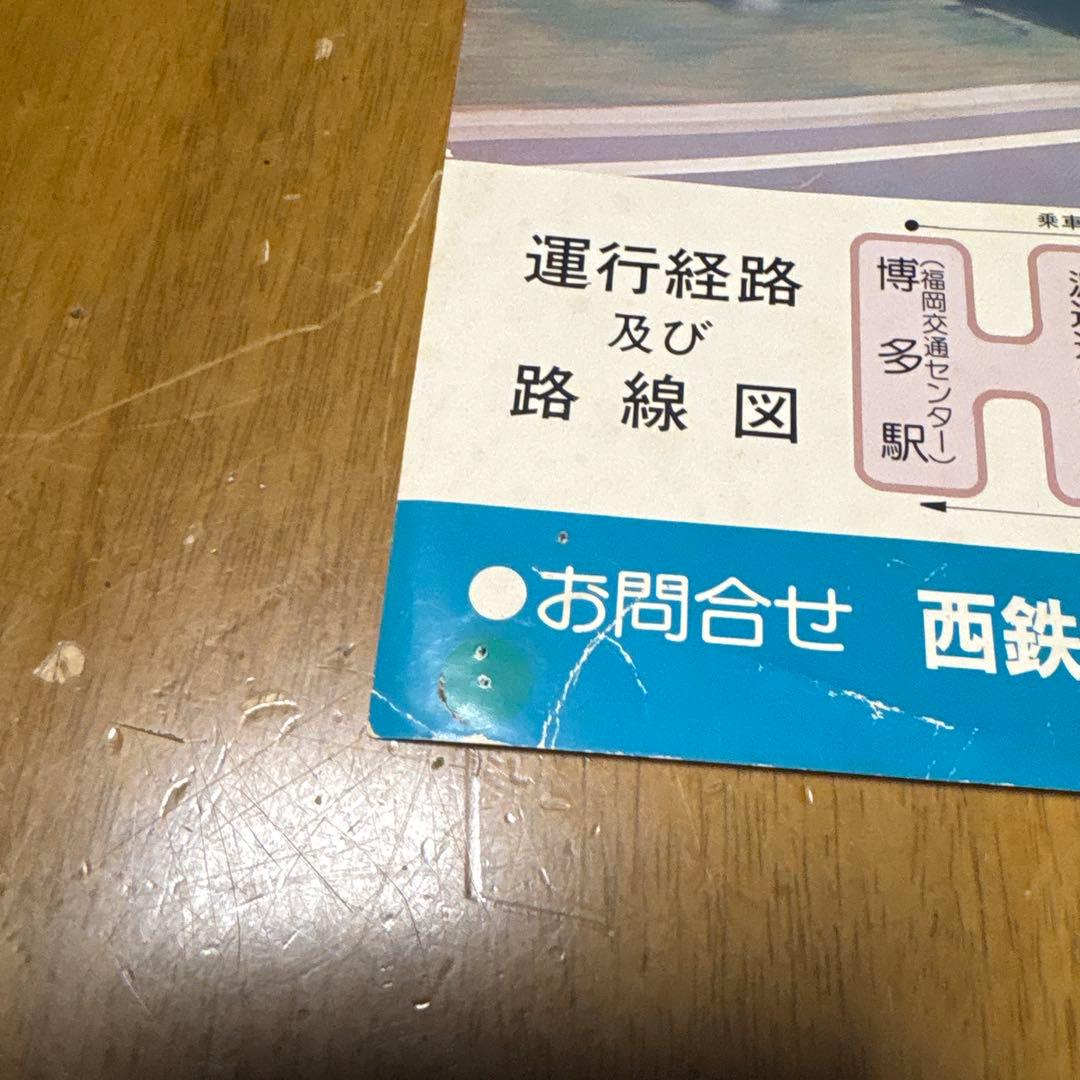 運行経路
及び
路線図
乗車
博多駅
(福岡交通センター)
●お問合せ 西鉄